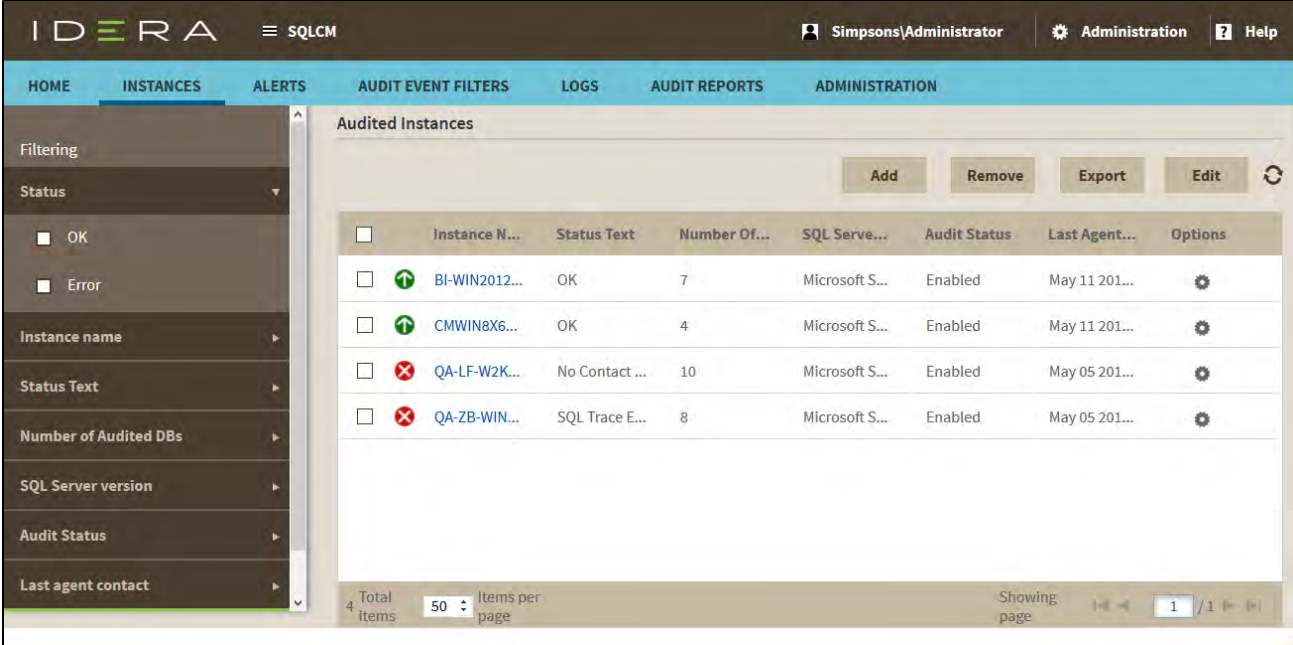 IDERA SQLCM Simpsons\Administrator Administration ? Help
HOME INSTANCES ALERTS AUDIT EVENT FILTERS LOGS AUDIT REPORTS ADMINISTRATION
Filtering
Status
OK
Error
Instance name
Status Text
Number of Audited DBs
SQL Server version
Audit Status
Last agent contact
Audited Instances
Add Remove Export Edit
Instance N... Status Text Number Of... SQL Serve... Audit Status Last Agent... Options
BI-WIN2012... OK 7 Microsoft S... Enabled May 11 201...
CMWIN8X6... OK 4 Microsoft S... Enabled May 11 201...
QA-LF-W2K... No Contact ... 10 Microsoft S... Enabled May 05 201...
QA-ZB-WIN... SQL Trace E... 8 Microsoft S... Enabled May 05 201...
4 Total items 50 Items per page Showing page 1 / 1